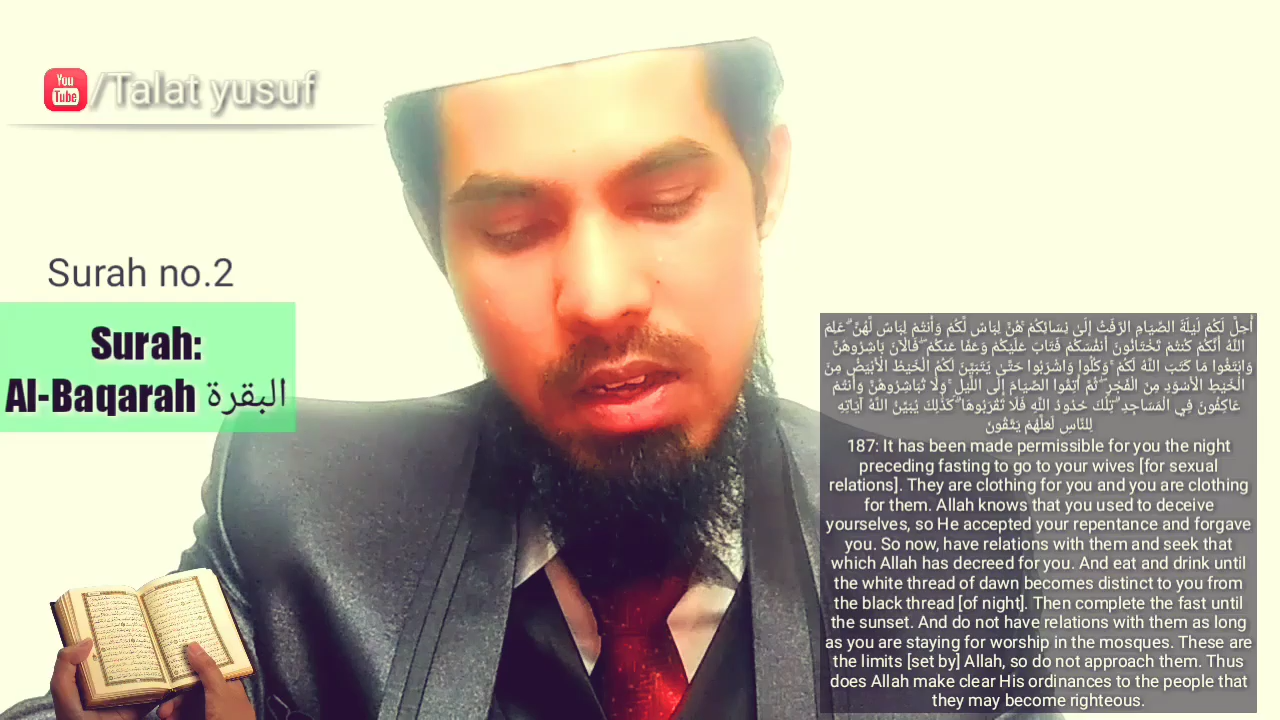 You
Tube
/Talat yusuf
Surah no.2
Surah:
Al-Baqarah البقرة
أُحِلَّ لَكُمْ لَيْلَةَ الصِّيَامِ الرَّفَثُ إِلَىٰ نِسَائِكُمْ ۚ هُنَّ لِبَاسٌ لَّكُمْ وَأَنتُمْ لِبَاسٌ لَّهُنَّ ۗ عَلِمَ
اللَّهُ أَنَّكُمْ كُنتُمْ تَخْتَانُونَ أَنفُسَكُمْ فَتَابَ عَلَيْكُمْ وَعَفَا عَنكُمْ ۖ فَالْآنَ بَاشِرُوهُنَّ
وَابْتَغُوا مَا كَتَبَ اللَّهُ لَكُمْ ۚ وَكُلُوا وَاشْرَبُوا حَتَّىٰ يَتَبَيَّنَ لَكُمُ الْخَيْطُ الْأَبْيَضُ مِنَ
الْخَيْطِ الْأَسْوَدِ مِنَ الْفَجْرِ ۖ ثُمَّ أَتِمُّوا الصِّيَامَ إِلَى اللَّيْلِ ۚ وَلَا تُبَاشِرُوهُنَّ وَأَنتُمْ
عَاكِفُونَ فِي الْمَسَاجِدِ ۗ تِلْكَ حُدُودُ اللَّهِ فَلَا تَقْرَبُوهَا ۗ كَذَٰلِكَ يُبَيِّنُ اللَّهُ آيَاتِهِ
لِلنَّاسِ لَعَلَّهُمْ يَتَّقُونَ
187: It has been made permissible for you the night
preceding fasting to go to your wives [for sexual
relations]. They are clothing for you and you are clothing
for them. Allah knows that you used to deceive
yourselves, so He accepted your repentance and forgave
you. So now, have relations with them and seek that
which Allah has decreed for you. And eat and drink until
the white thread of dawn becomes distinct to you from
the black thread [of night]. Then complete the fast until
the sunset. And do not have relations with them as long
as you are staying for worship in the mosques. These are
the limits [set by] Allah, so do not approach them. Thus
does Allah make clear His ordinances to the people that
they may become righteous.